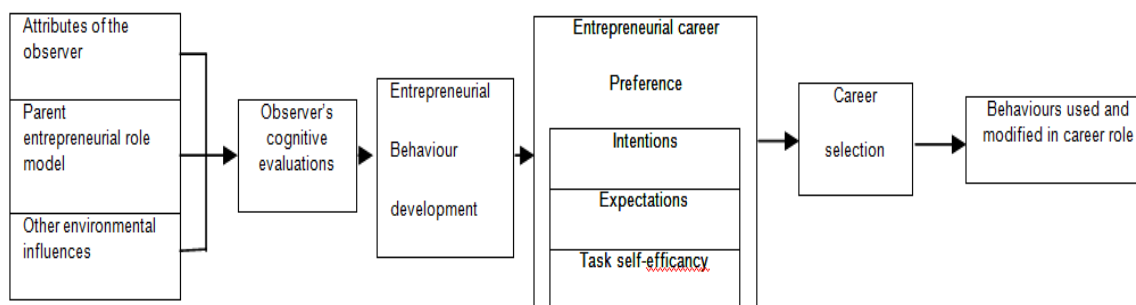 Attributes of the
observer
Parent
entrepreneurial role
model
Other environmental
influences
Observer's
cognitive
evaluations
Entrepreneurial
Behaviour
development
Entrepreneurial career
Preference
Intentions
Expectations
Task self-efficancy
Career
selection
Behaviours used and
modified in career role